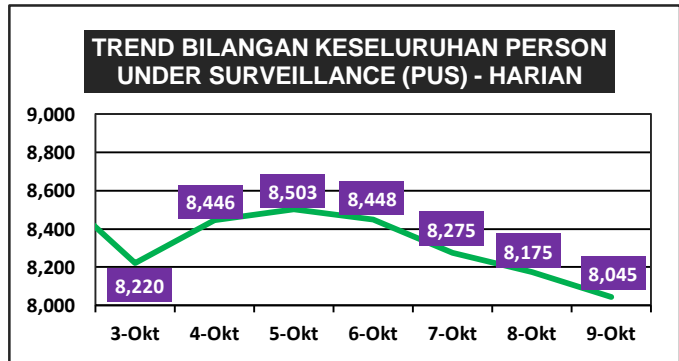 TREND BILANGAN KESELURUHAN PERSON
UNDER SURVEILLANCE (PUS) - HARIAN
9,000
8,800
8,600
8,400
8,200
8,000
8,220
8,446
8,503
8,448
8,275
8,175
8,045
3-Okt
4-Okt
5-Okt
6-Okt
7-Okt
8-Okt
9-Okt